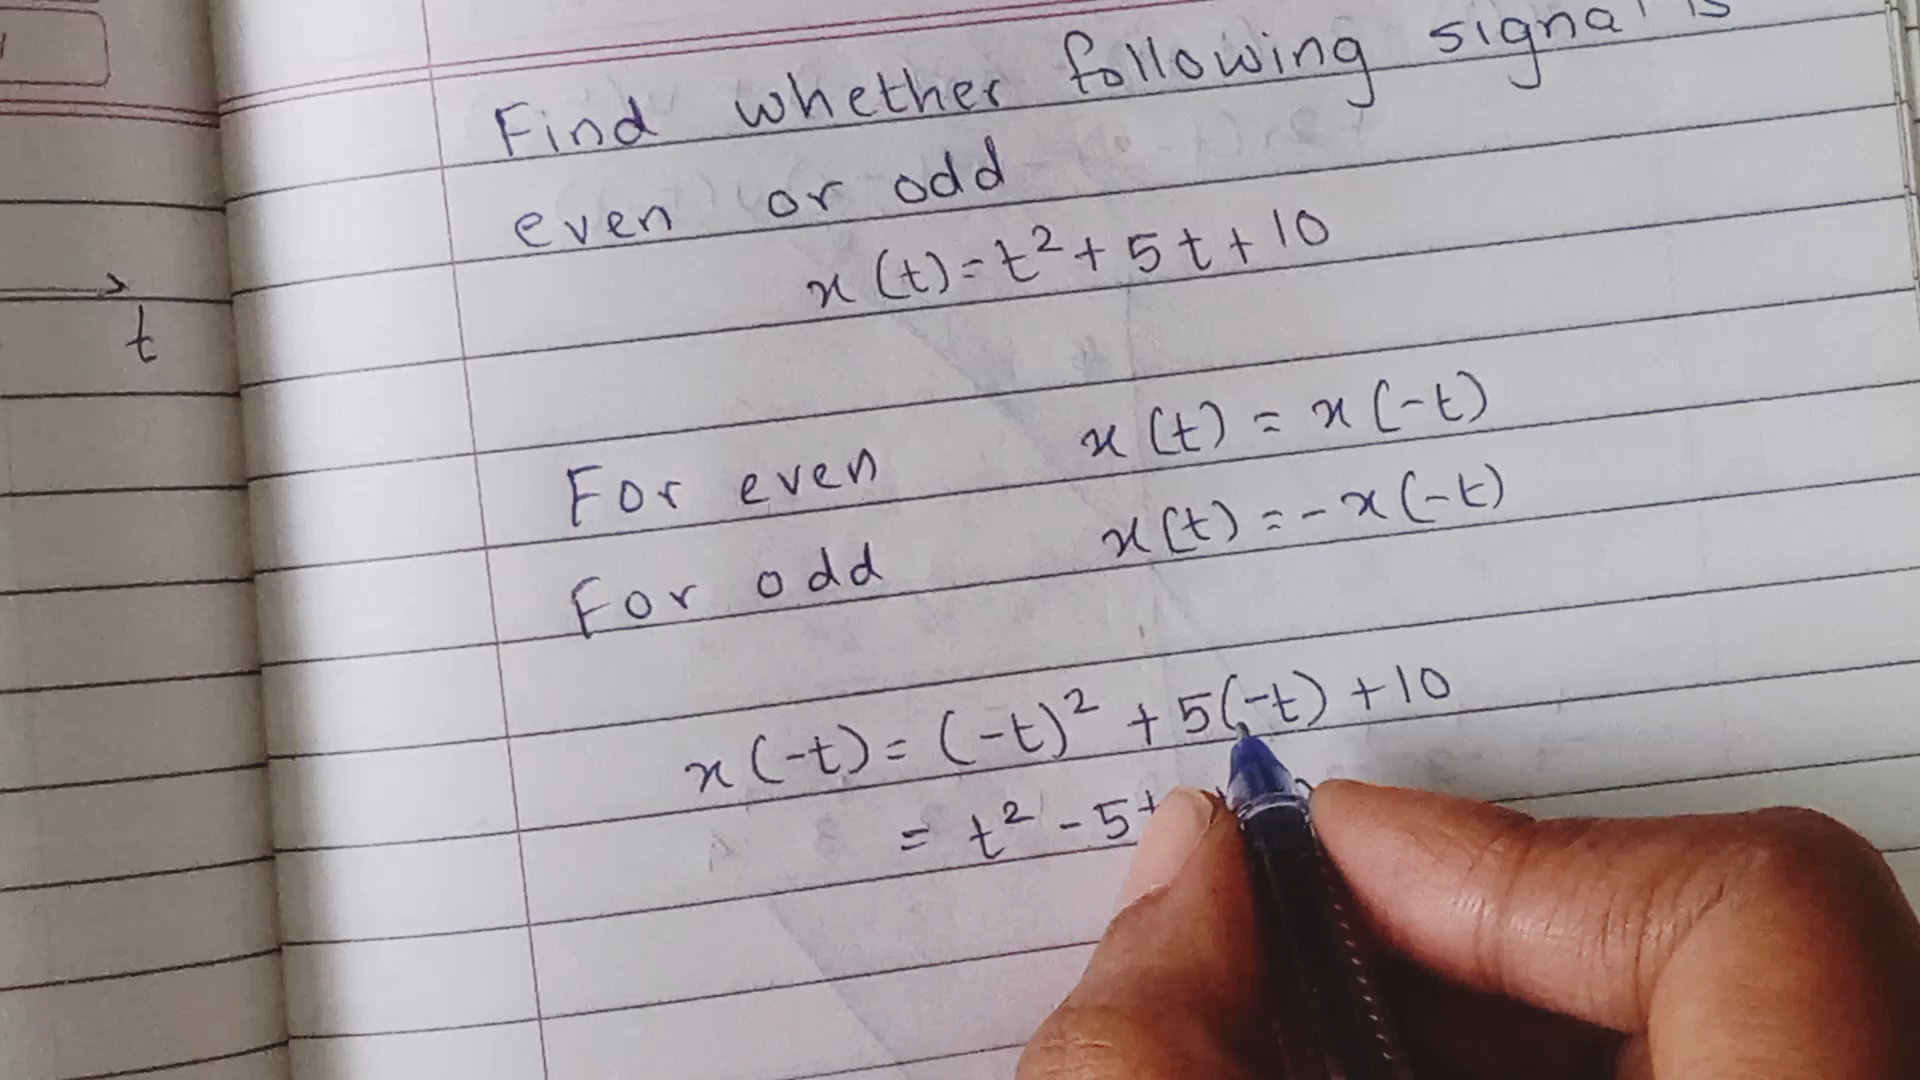 Find whether following signal is
even or odd
x(t)=t²+5t+10
t
For even x(t)=x(-t)
For odd x(t)=-x(-t)
x(-t)=(-t)²+5(-t)+10
= t²-5t